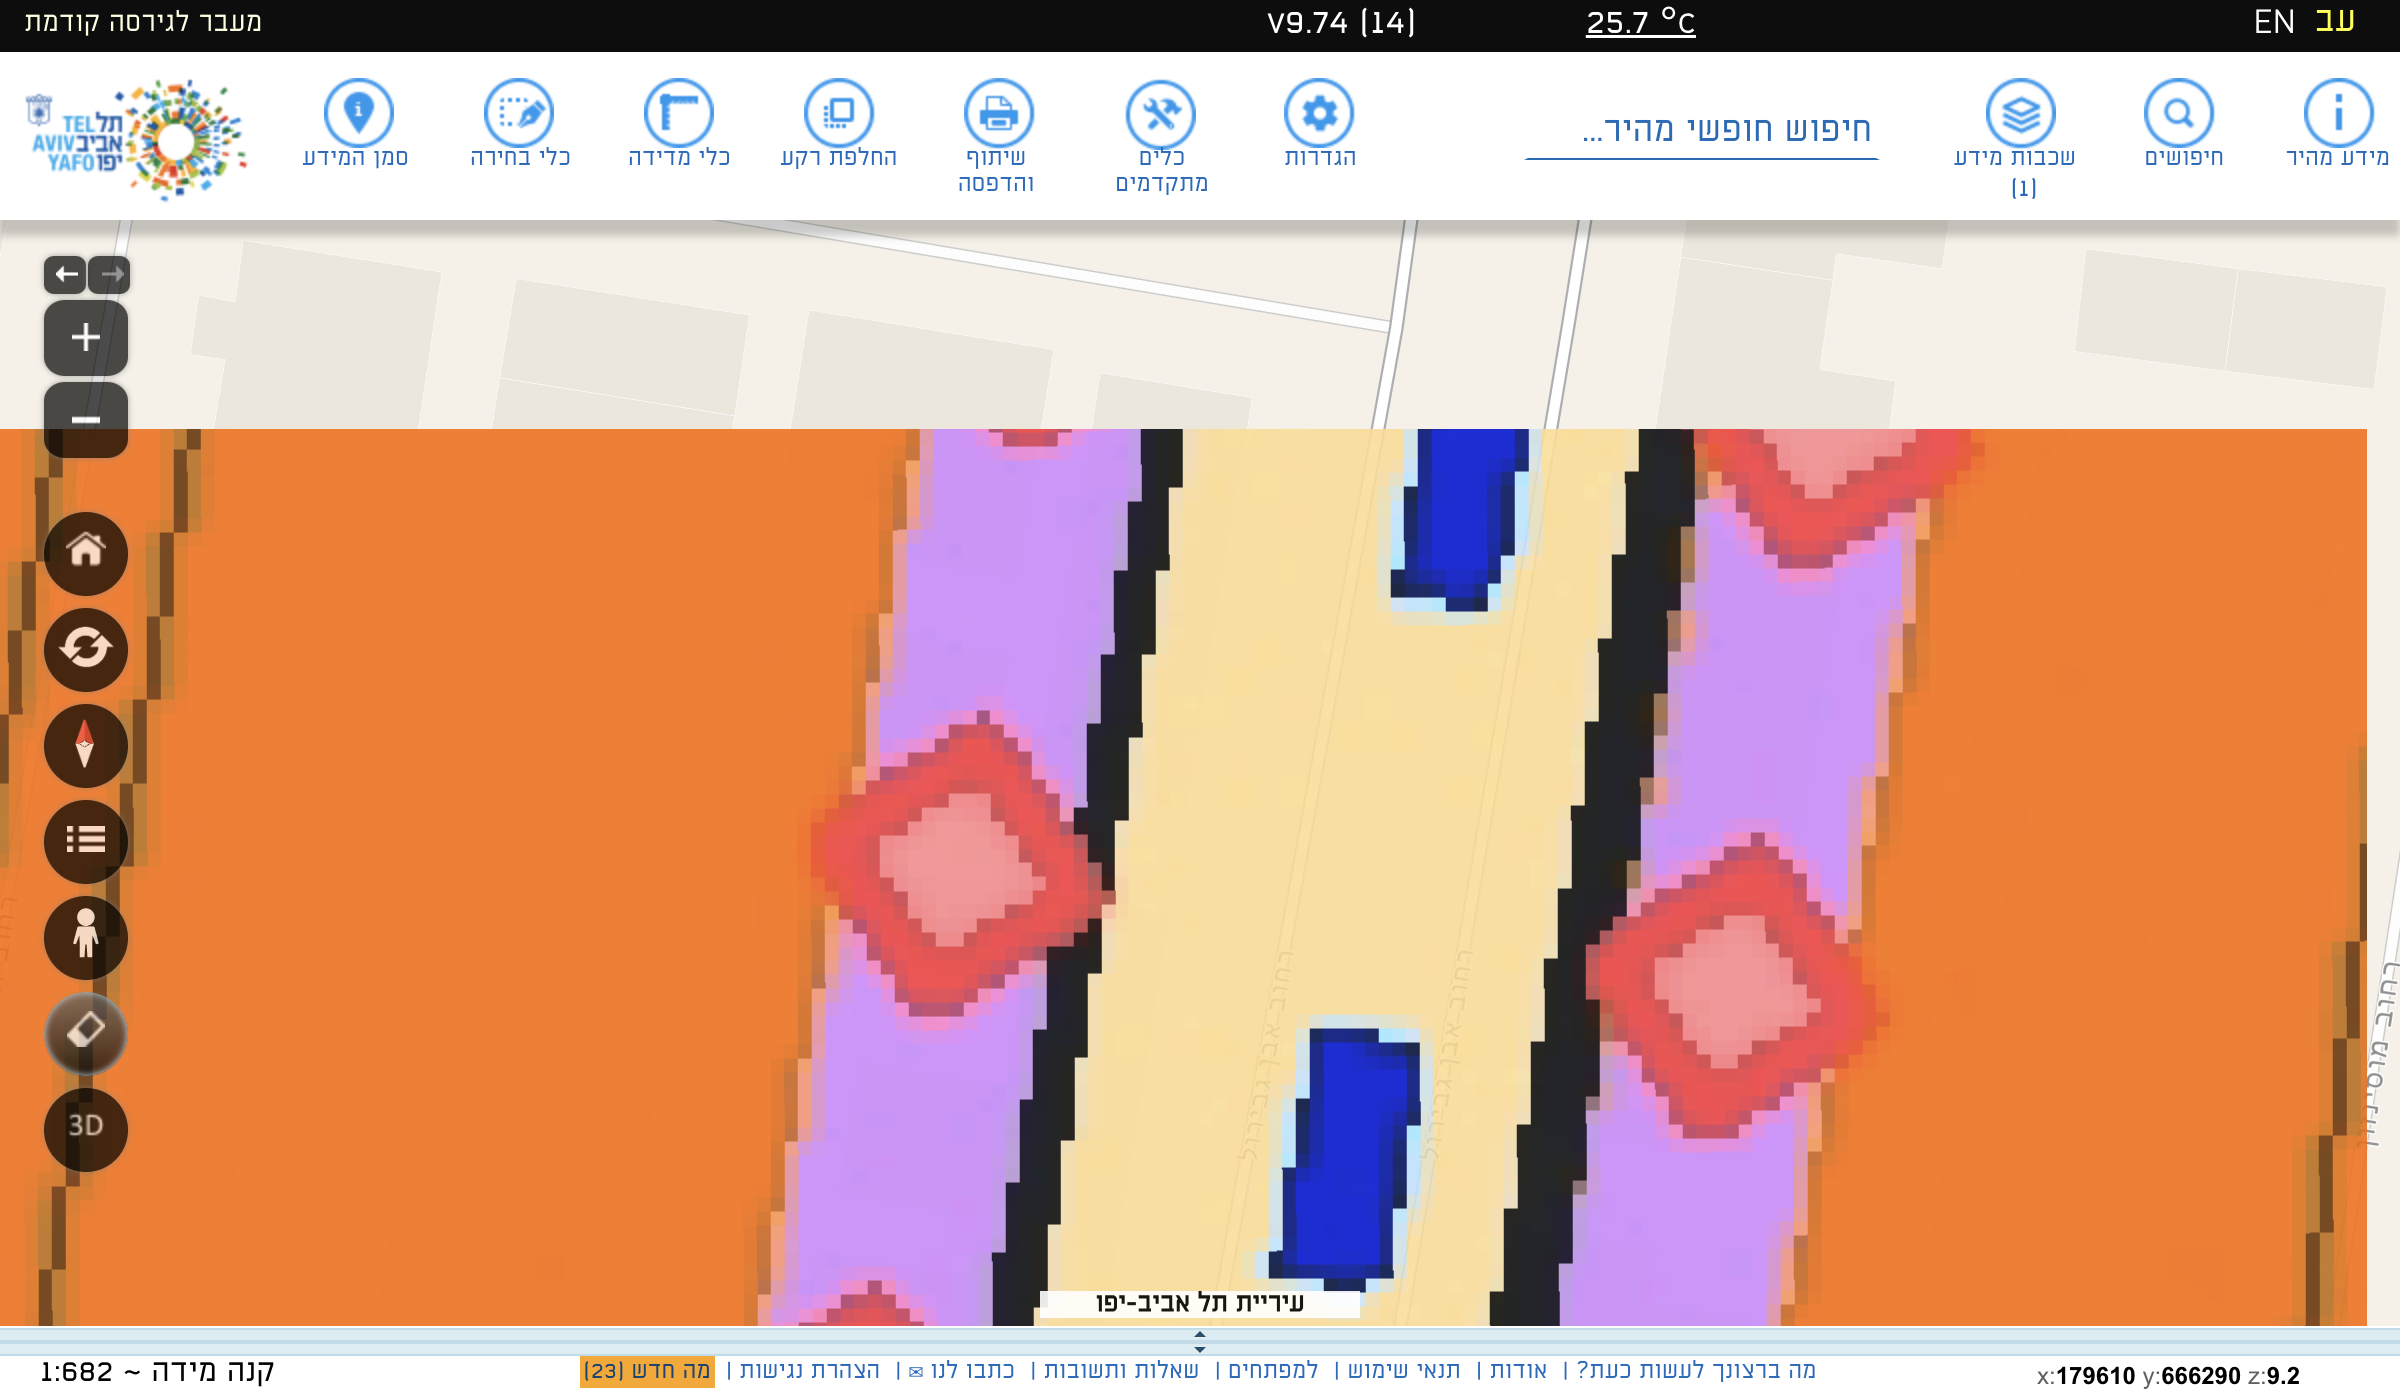 עב EN
25.7 °C
V9.74 (14)
מעבר לגירסה קודמת
מידע מהיר
חיפושים
שכבות מידע
(1)
חיפוש חופשי מהיר...
הגדרות
כלים
מתקדמים
שיתוף
והדפסה
החלפת רקע
כלי מדידה
כלי בחירה
סמן המידע
תל
אביב
יפו
TEL
AVIV
YAFO
3D
רחוב אבן גבירול
רחוב אבן גבירול
רחוב מוסינזון
עיריית תל אביב-יפו
קנה מידה ~ 1:682
מה ברצונך לעשות כעת? | אודות | תנאי שימוש | למפתחים | שאלות ותשובות | כתבו לנו ✉ | הצהרת נגישות | מה חדש (23)
x:179610 y:666290 z:9.2